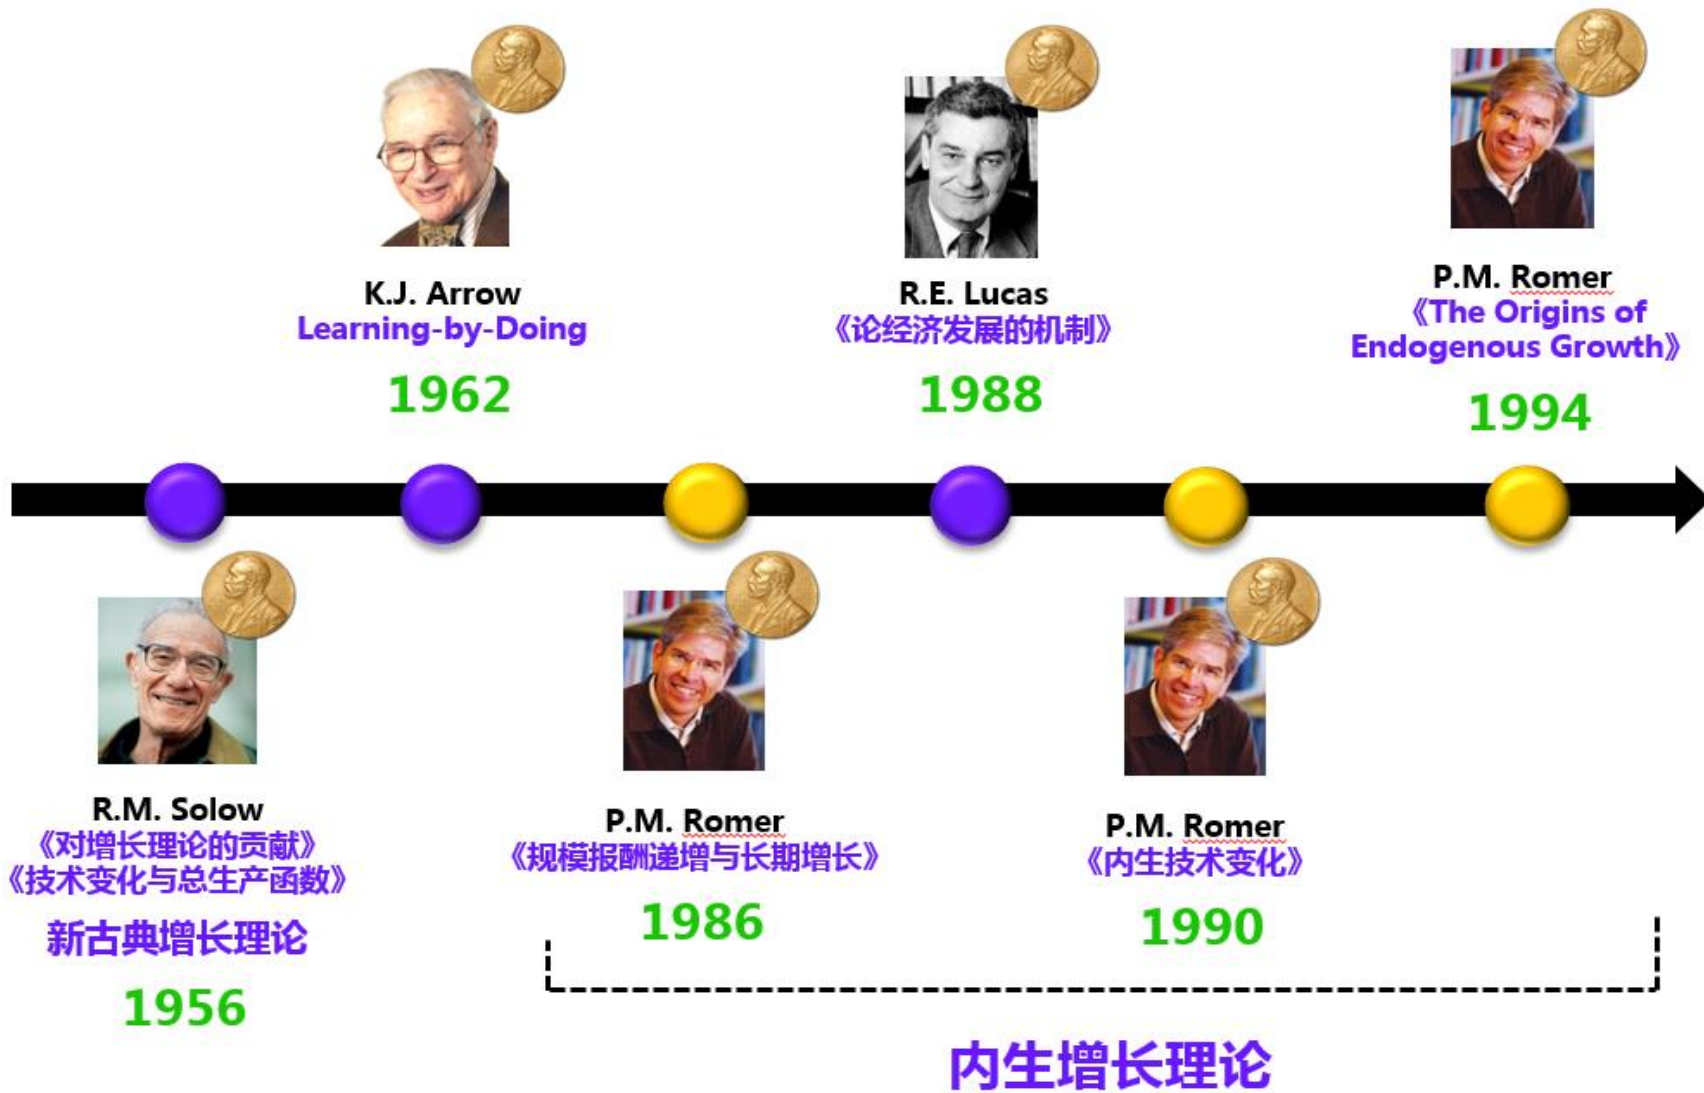 K.J. Arrow
Learning-by-Doing
1962
R.E. Lucas
《论经济发展的机制》
1988
P.M. Romer
《The Origins of
Endogenous Growth》
1994
R.M. Solow
《对增长理论的贡献》
《技术变化与总生产函数》
新古典增长理论
1956
P.M. Romer
《规模报酬递增与长期增长》
1986
P.M. Romer
《内生技术变化》
1990
内生增长理论